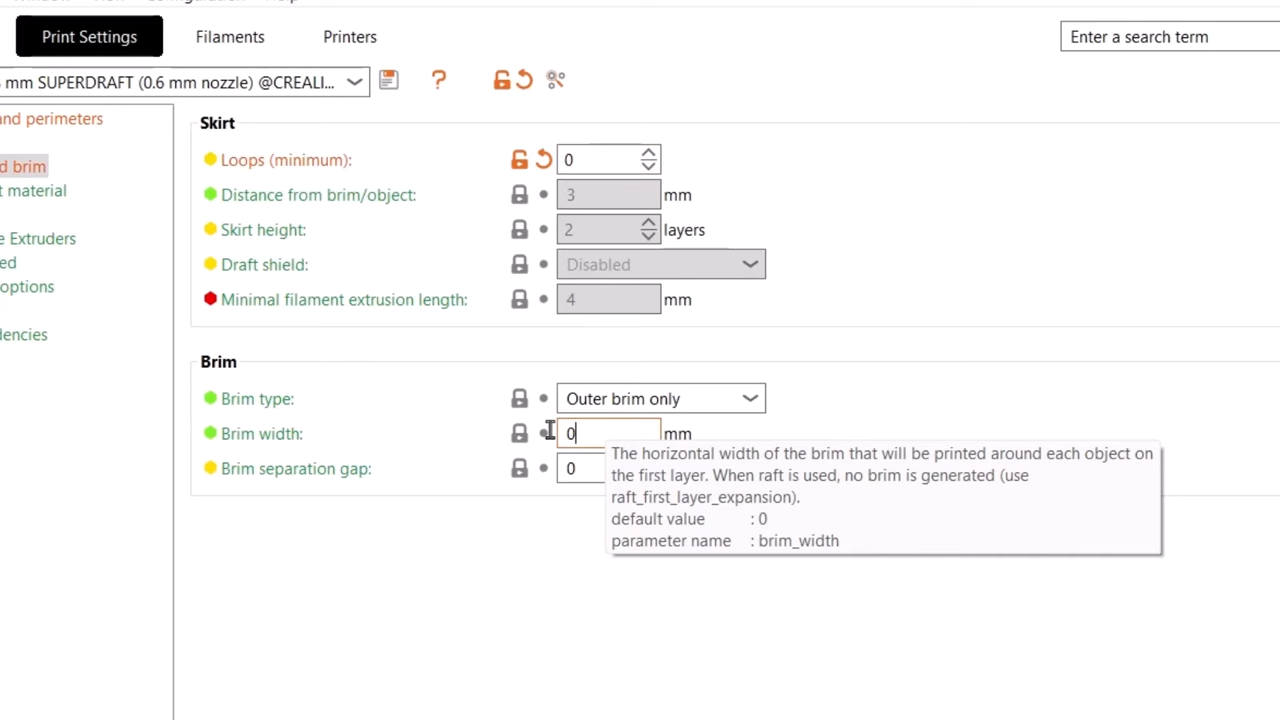 Print Settings Filaments Printers Enter a search term
mm SUPERDRAFT (0.6 mm nozzle) @CREALI...
?
and perimeters
d brim
t material
e Extruders
ed
options
dencies
Skirt
Loops (minimum): 0
Distance from brim/object: 3 mm
Skirt height: 2 layers
Draft shield: Disabled
Minimal filament extrusion length: 4 mm
Brim
Brim type: Outer brim only
Brim width: 0 mm
Brim separation gap: 0
The horizontal width of the brim that will be printed around each object on
the first layer. When raft is used, no brim is generated (use
raft_first_layer_expansion).
default value : 0
parameter name : brim_width